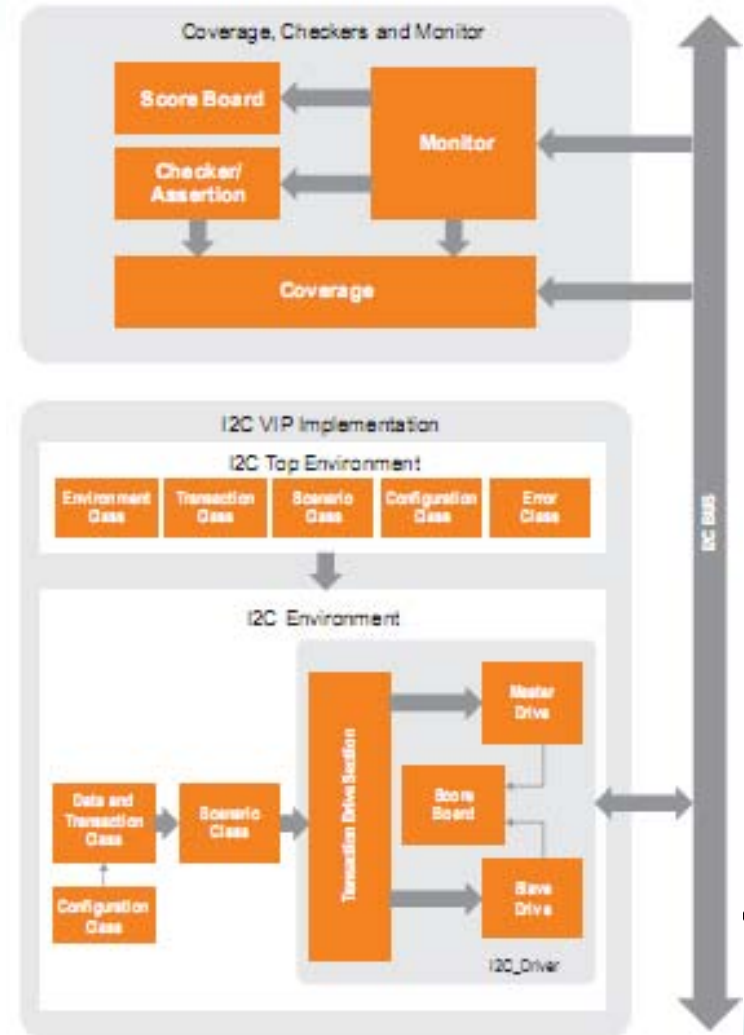 Coverage, Checkers and Monitor
Score Board
Monitor
Checker/
Assertion
Coverage
I2C BUS
I2C VIP Implementation
I2C Top Environment
Environment
Class
Transaction
Class
Scenario
Class
Configuration
Class
Error
Class
I2C Environment
Transaction Drive Section
Master
Drive
Score
Board
Data and
Transaction
Class
Scenario
Class
Configuration
Class
Slave
Drive
I2C_Driver